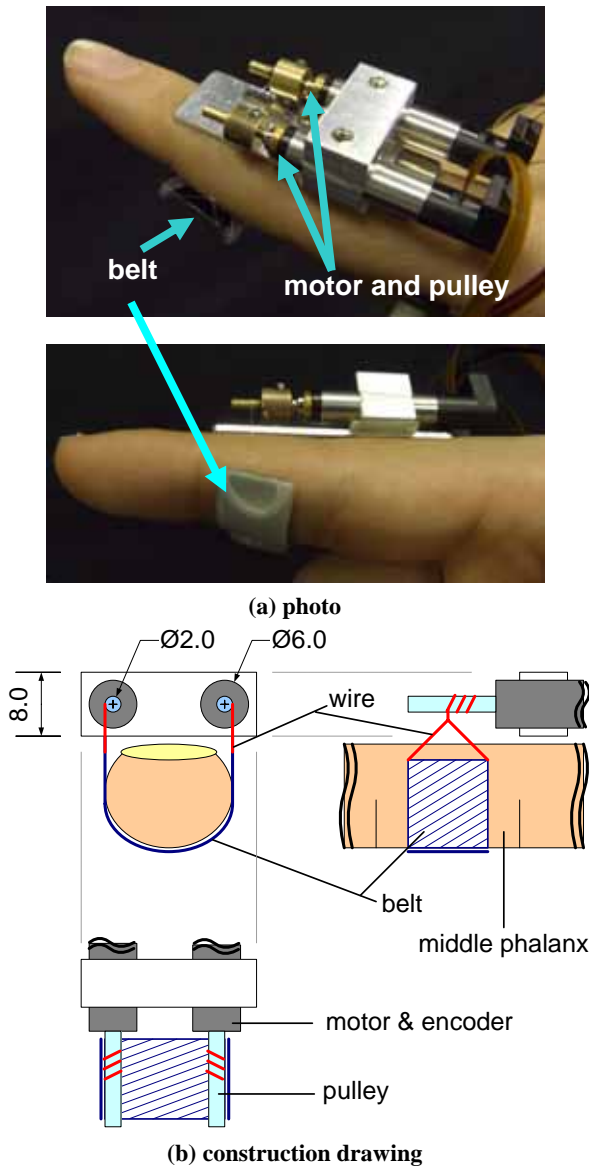 belt
motor and pulley
(a) photo
Ø2.0
Ø6.0
8.0
wire
belt
middle phalanx
motor & encoder
pulley
(b) construction drawing